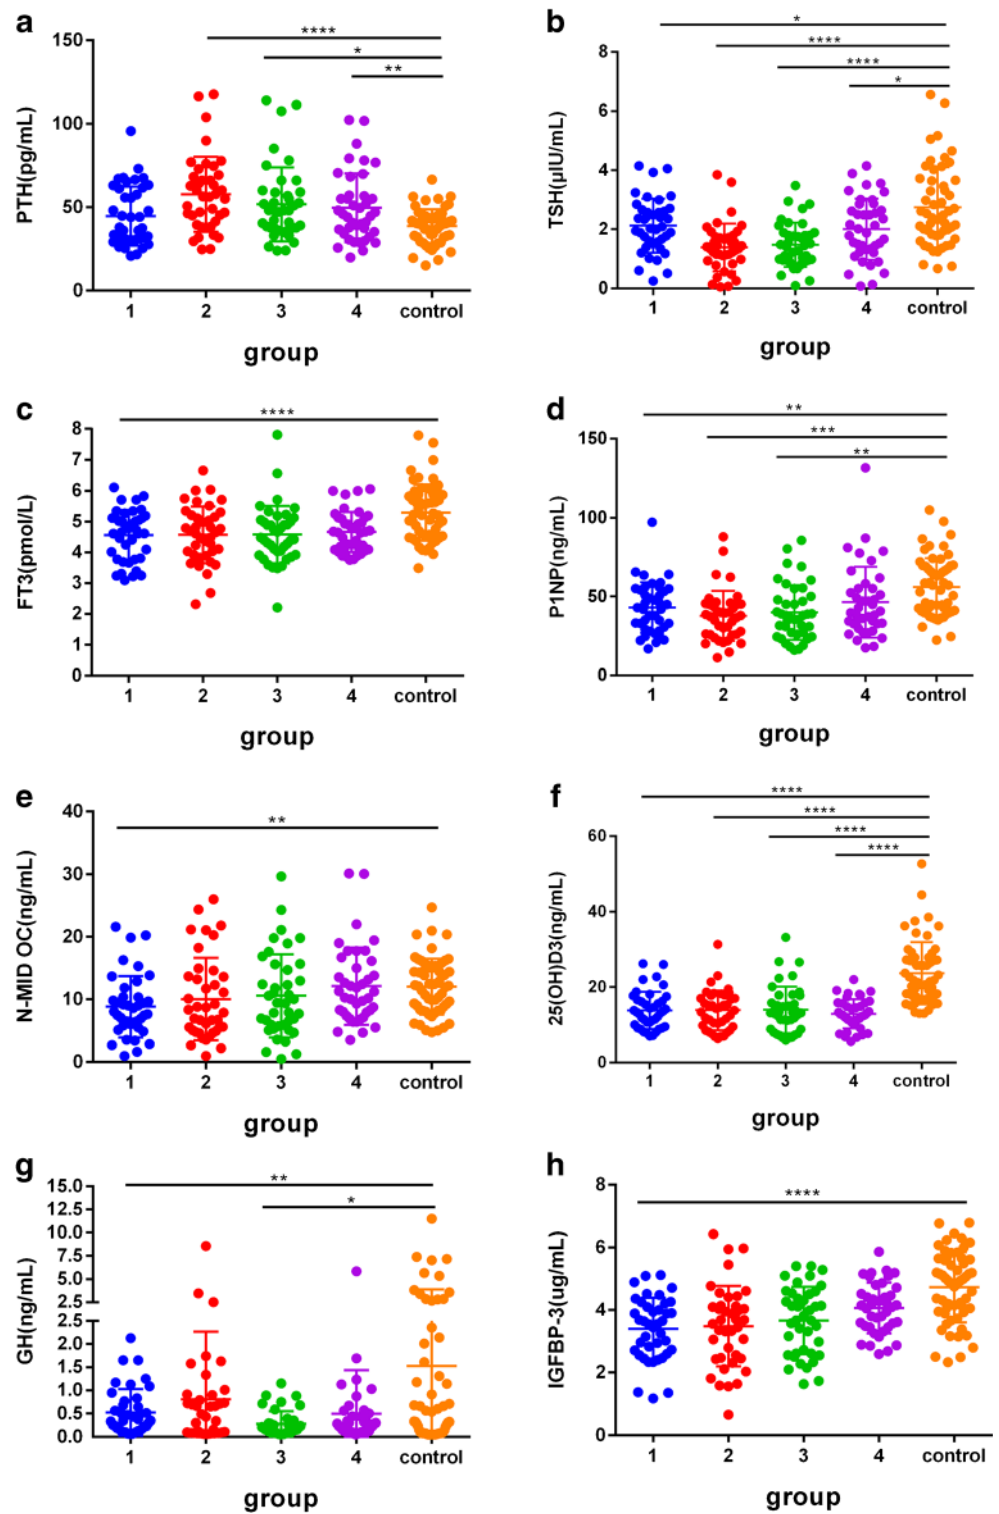 a
PTH(pg/mL)
150
100
50
0
****
*
**
1 2 3 4 control
group
b
TSH(μIU/mL)
8
6
4
2
0
*
****
****
*
1 2 3 4 control
group
c
FT3(pmol/L)
8
7
6
5
4
3
2
1
0
****
1 2 3 4 control
group
d
P1NP(ng/mL)
150
100
50
0
**
***
**
1 2 3 4 control
group
e
N-MID OC(ng/mL)
40
30
20
10
0
**
1 2 3 4 control
group
f
25(OH)D3(ng/mL)
60
40
20
0
****
****
****
****
1 2 3 4 control
group
g
GH(ng/mL)
15.0
12.5
10.0
7.5
5.0
2.5
2.5
2.0
1.5
1.0
0.5
0.0
**
*
1 2 3 4 control
group
h
IGFBP-3(ug/mL)
8
6
4
2
0
****
1 2 3 4 control
group